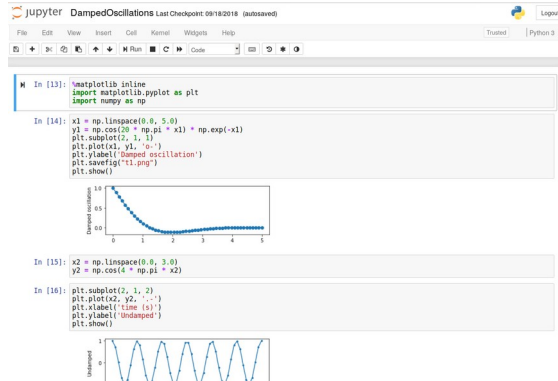 jupyter DampedOscillations Last Checkpoint: 09/18/2018 (autosaved)
Logou
File Edit View Insert Cell Kernel Widgets Help
Trusted Python 3
Run Code
In [13]: %matplotlib inline
import matplotlib.pyplot as plt
import numpy as np
In [14]: x1 = np.linspace(0.0, 5.0)
y1 = np.cos(20 * np.pi * x1) * np.exp(-x1)
plt.subplot(2, 1, 1)
plt.plot(x1, y1, 'o-')
plt.ylabel('Damped oscillation')
plt.savefig("t1.png")
plt.show()
Damped oscillation
1.0
0.5
0.0
0 1 2 3 4 5
In [15]: x2 = np.linspace(0.0, 3.0)
y2 = np.cos(4 * np.pi * x2)
In [16]: plt.subplot(2, 1, 2)
plt.plot(x2, y2, '.-')
plt.xlabel('time (s)')
plt.ylabel('Undamped')
plt.show()
Undamped
1
0